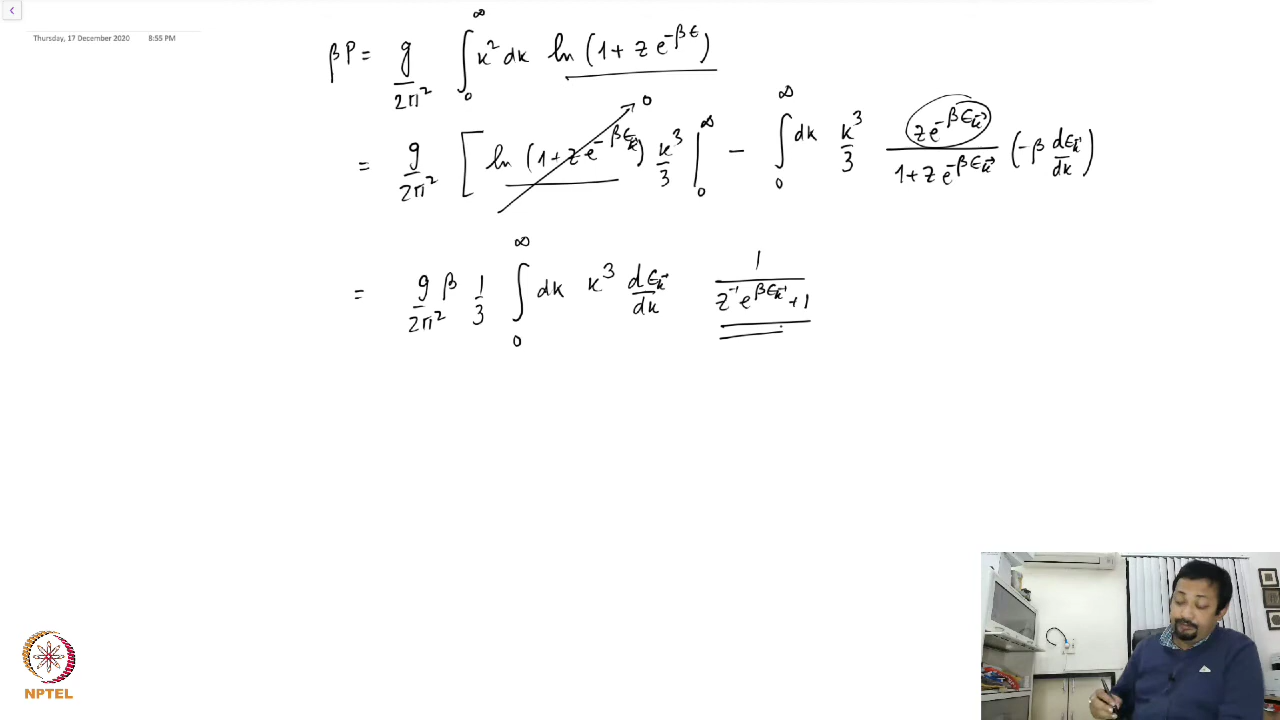 Thursday, 17 December 2020 8:55 PM
βP = g/2π² ∫₀^∞ k² dk ln (1 + z e^{-βϵ})
= g/2π² [ ln (1 + z e^{-βϵ_k⃗}) k³/3 |₀^∞ → 0 − ∫₀^∞ dk k³/3 z e^{-βϵ_k⃗} / 1 + z e^{-βϵ_k⃗} (-β dϵ_k⃗/dk)
= g/2π² β 1/3 ∫₀^∞ dk k³ dϵ_k⃗/dk 1 / z⁻¹ e^{βϵ_k⃗} + 1
NPTEL